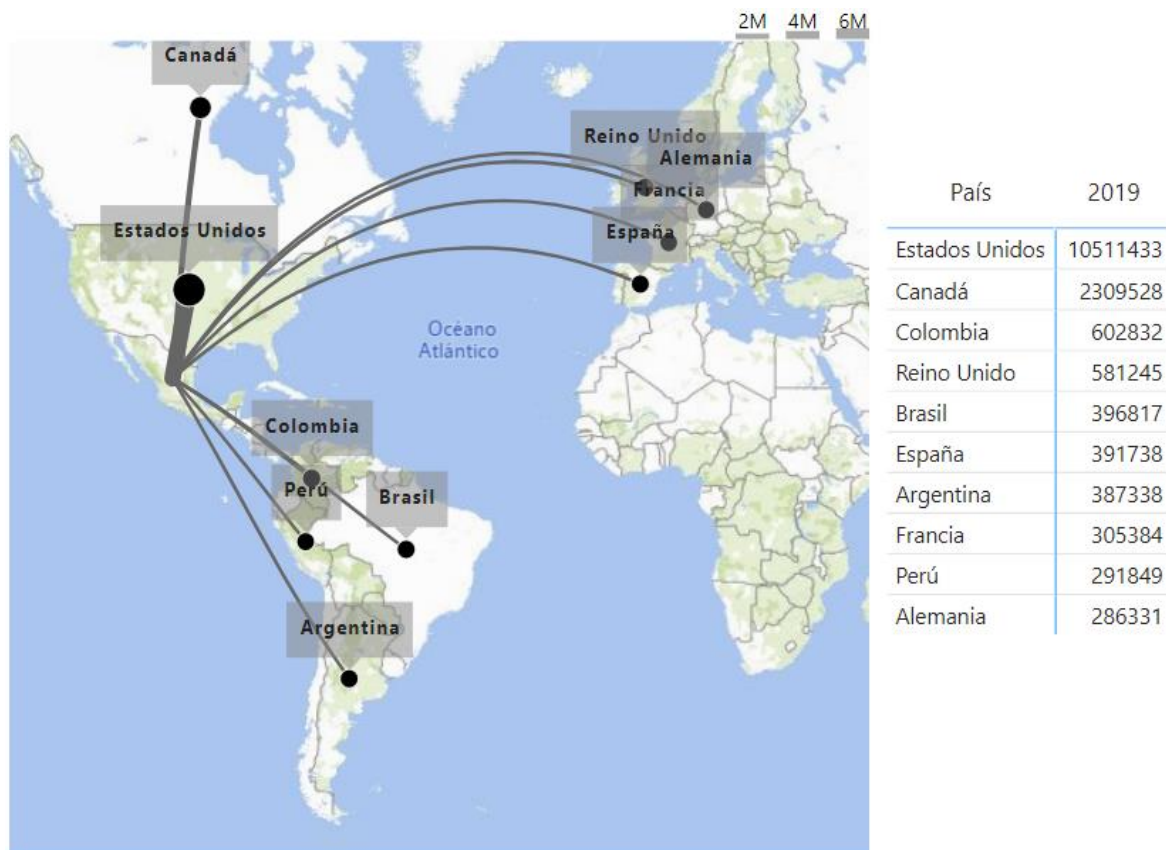 2M 4M 6M
Canadá
Reino Unido
Alemania
Francia
Estados Unidos
España
Océano
Atlántico
Colombia
Perú
Brasil
Argentina
País 2019
Estados Unidos 10511433
Canadá 2309528
Colombia 602832
Reino Unido 581245
Brasil 396817
España 391738
Argentina 387338
Francia 305384
Perú 291849
Alemania 286331